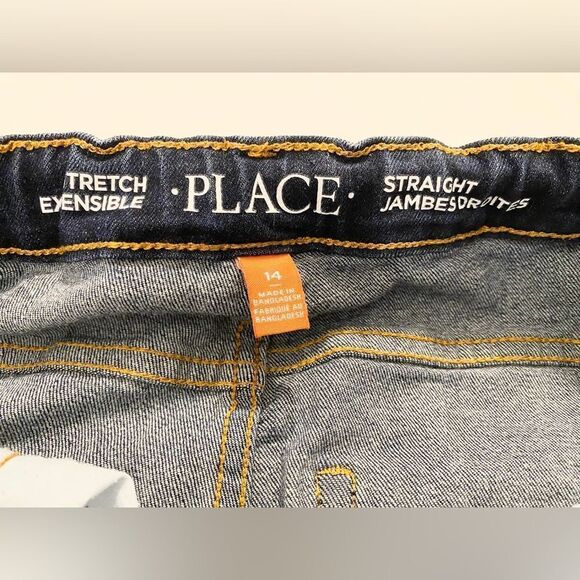 TRETCH
EXENSIBLE
·PLACE·
STRAIGHT
JAMBES DROITES
14
MADE IN
BANGLADESH
FABRIQUÉ AU
BANGLADESH